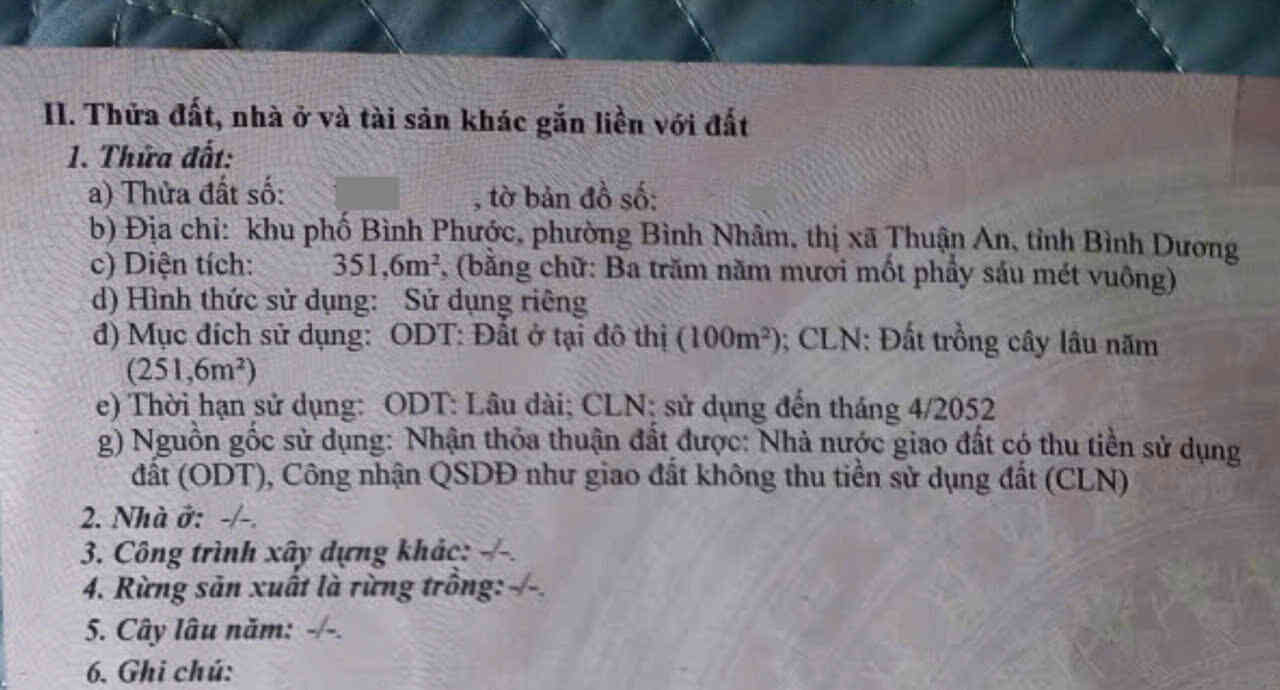 II. Thửa đất, nhà ở và tài sản khác gắn liền với đất
1. Thửa đất:
a) Thửa đất số: , tờ bản đồ số:
b) Địa chỉ: khu phố Bình Phước, phường Bình Nhâm, thị xã Thuận An, tỉnh Bình Dương
c) Diện tích: 351,6m², (bằng chữ: Ba trăm năm mươi mốt phẩy sáu mét vuông)
d) Hình thức sử dụng: Sử dụng riêng
đ) Mục đích sử dụng: ODT: Đất ở tại đô thị (100m²); CLN: Đất trồng cây lâu năm
(251,6m²)
e) Thời hạn sử dụng: ODT: Lâu dài; CLN: sử dụng đến tháng 4/2052
g) Nguồn gốc sử dụng: Nhận thỏa thuận đất được: Nhà nước giao đất có thu tiền sử dụng
đất (ODT), Công nhận QSDĐ như giao đất không thu tiền sử dụng đất (CLN)
2. Nhà ở: -/-.
3. Công trình xây dựng khác: -/-.
4. Rừng sản xuất là rừng trồng: -/-.
5. Cây lâu năm: -/-.
6. Ghi chú: